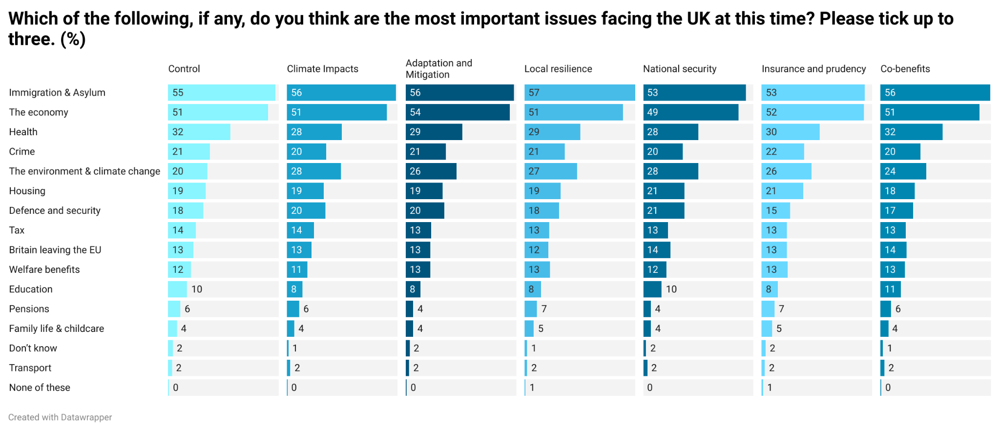 Which of the following, if any, do you think are the most important issues facing the UK at this time? Please tick up to
three. (%)
Control Climate Impacts Adaptation and Mitigation Local resilience National security Insurance and prudency Co-benefits
Immigration & Asylum 55 56 56 57 53 53 56
The economy 51 51 54 51 49 52 51
Health 32 28 29 29 28 30 32
Crime 21 20 21 21 20 22 20
The environment & climate change 20 28 26 27 28 26 24
Housing 19 19 19 19 21 21 18
Defence and security 18 20 20 18 21 15 17
Tax 14 14 13 13 13 13 13
Britain leaving the EU 13 13 13 12 14 13 14
Welfare benefits 12 11 13 13 12 13 13
Education 10 8 8 8 10 8 11
Pensions 6 6 4 7 4 7 6
Family life & childcare 4 4 4 5 4 5 4
Don’t know 2 1 2 1 2 2 1
Transport 2 2 2 2 2 2 2
None of these 0 0 0 1 0 1 0
Created with Datawrapper